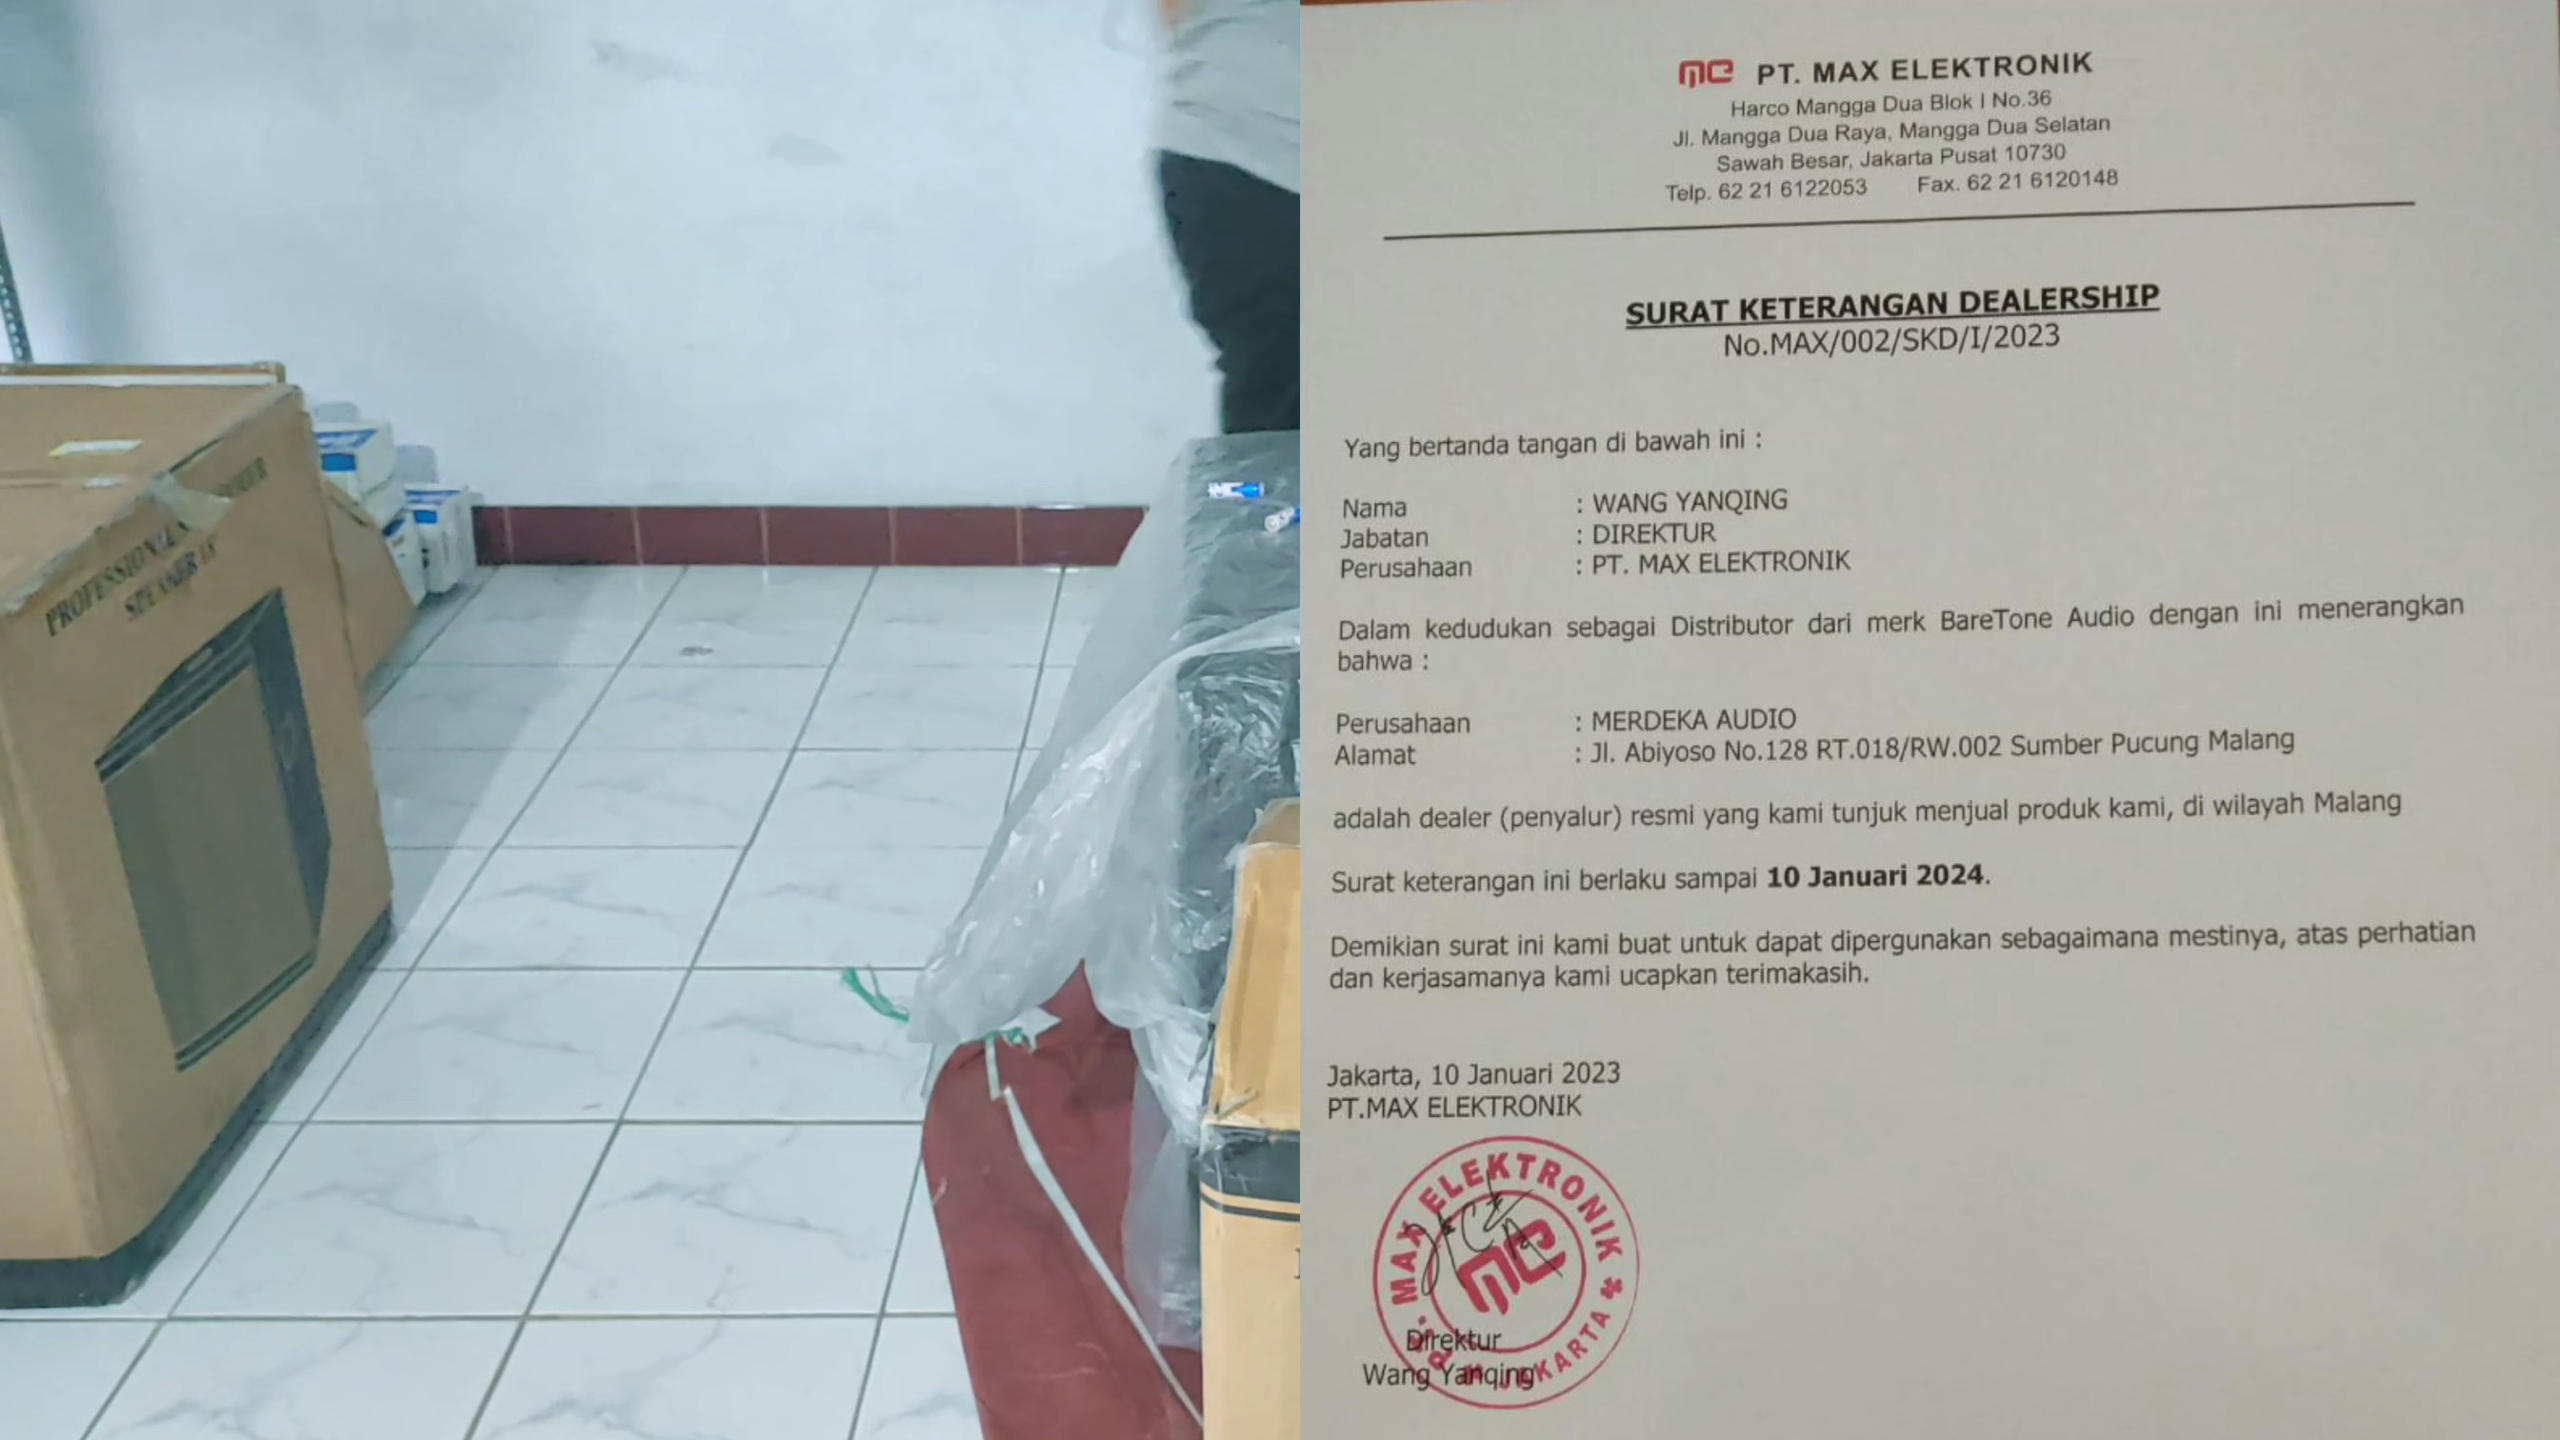 PROFESSIONAL
SPEAKER 15
me PT. MAX ELEKTRONIK
Harco Mangga Dua Blok I No.36
Jl. Mangga Dua Raya, Mangga Dua Selatan
Sawah Besar, Jakarta Pusat 10730
Telp. 62 21 6122053 Fax. 62 21 6120148
SURAT KETERANGAN DEALERSHIP
No.MAX/002/SKD/I/2023
Yang bertanda tangan di bawah ini :
Nama : WANG YANQING
Jabatan : DIREKTUR
Perusahaan : PT. MAX ELEKTRONIK
Dalam kedudukan sebagai Distributor dari merk BareTone Audio dengan ini menerangkan
bahwa :
Perusahaan : MERDEKA AUDIO
Alamat : Jl. Abiyoso No.128 RT.018/RW.002 Sumber Pucung Malang
adalah dealer (penyalur) resmi yang kami tunjuk menjual produk kami, di wilayah Malang
Surat keterangan ini berlaku sampai 10 Januari 2024.
Demikian surat ini kami buat untuk dapat dipergunakan sebagaimana mestinya, atas perhatian
dan kerjasamanya kami ucapkan terimakasih.
Jakarta, 10 Januari 2023
PT.MAX ELEKTRONIK
PT. MAX ELEKTRONIK
me
JAKARTA
Direktur
Wang Yanqing